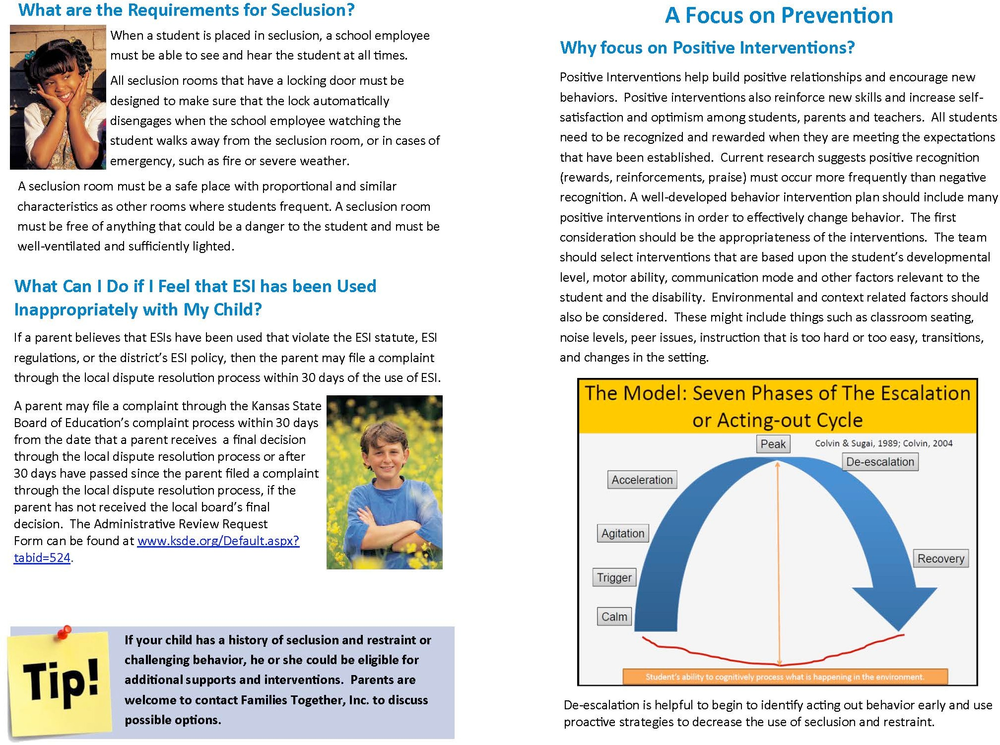 What are the Requirements for Seclusion?
When a student is placed in seclusion, a school employee
must be able to see and hear the student at all times.
All seclusion rooms that have a locking door must be
designed to make sure that the lock automatically
disengages when the school employee watching the
student walks away from the seclusion room, or in cases of
emergency, such as fire or severe weather.
A seclusion room must be a safe place with proportional and similar
characteristics as other rooms where students frequent. A seclusion room
must be free of anything that could be a danger to the student and must be
well-ventilated and sufficiently lighted.
What Can I Do if I Feel that ESI has been Used
Inappropriately with My Child?
If a parent believes that ESIs have been used that violate the ESI statute, ESI
regulations, or the district's ESI policy, then the parent may file a complaint
through the local dispute resolution process within 30 days of the use of ESI.
A parent may file a complaint through the Kansas State
Board of Education's complaint process within 30 days
from the date that a parent receives  a final decision
through the local dispute resolution process or after
30 days have passed since the parent filed a complaint
through the local dispute resolution process, if the
parent has not received the local board's final
decision.  The Administrative Review Request
Form can be found at www.ksde.org/Default.aspx?
tabid=524.
Tip!
If your child has a history of seclusion and restraint or
challenging behavior, he or she could be eligible for
additional supports and interventions.  Parents are
welcome to contact Families Together, Inc. to discuss
possible options.
A Focus on Prevention
Why focus on Positive Interventions?
Positive Interventions help build positive relationships and encourage new
behaviors.  Positive interventions also reinforce new skills and increase self-
satisfaction and optimism among students, parents and teachers.  All students
need to be recognized and rewarded when they are meeting the expectations
that have been established.  Current research suggests positive recognition
(rewards, reinforcements, praise) must occur more frequently than negative
recognition. A well-developed behavior intervention plan should include many
positive interventions in order to effectively change behavior.  The first
consideration should be the appropriateness of the interventions.  The team
should select interventions that are based upon the student's developmental
level, motor ability, communication mode and other factors relevant to the
student and the disability.  Environmental and context related factors should
also be considered.  These might include things such as classroom seating,
noise levels, peer issues, instruction that is too hard or too easy, transitions,
and changes in the setting.
The Model: Seven Phases of The Escalation
or Acting-out Cycle
Peak
Colvin & Sugai, 1989; Colvin, 2004
De-escalation
Acceleration
Agitation
Recovery
Trigger
Calm
Student's ability to cognitively process what is happening in the environment.
De-escalation is helpful to begin to identify acting out behavior early and use
proactive strategies to decrease the use of seclusion and restraint.